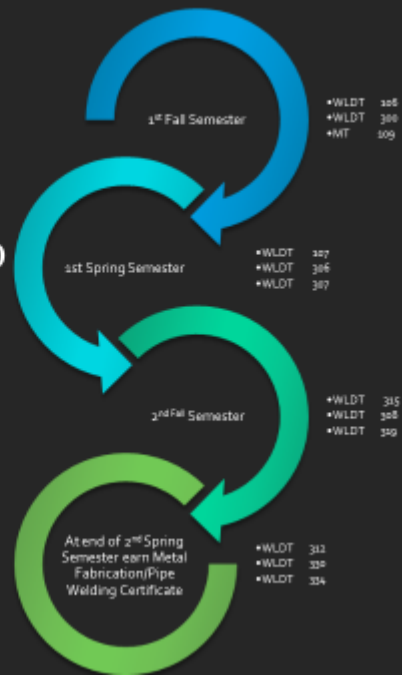 1st Fall Semester
•WLDT 106
•WLDT 300
•MT 109
1st Spring Semester
•WLDT 107
•WLDT 306
•WLDT 307
2nd Fall Semester
•WLDT 315
•WLDT 308
•WLDT
At end of 2nd Spring
Semester earn Metal
Fabrication/Pipe
Welding Certificate
•WLDT 312
•WLDT 330
•WLDT 334